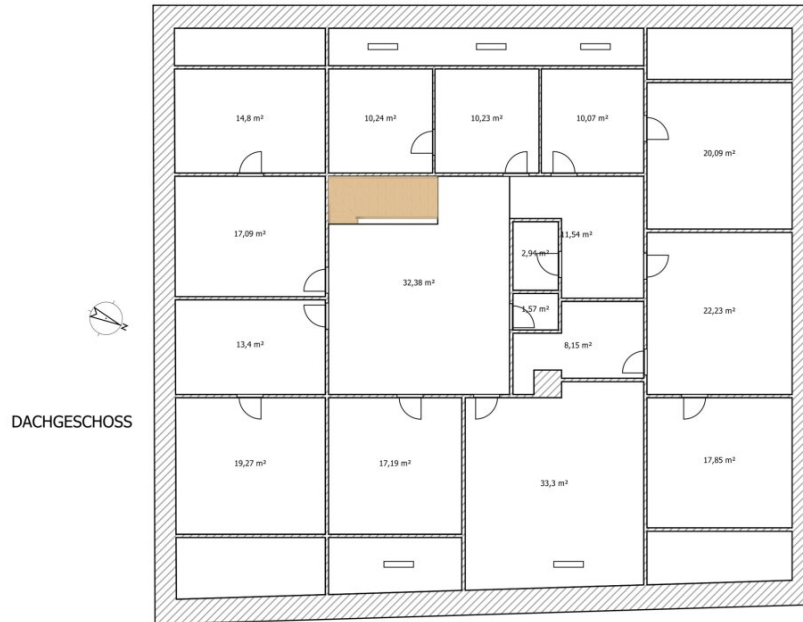 14,8 m²
10,24 m²
10,23 m²
10,07 m²
20,09 m²
17,09 m²
11,54 m²
2,94 m²
32,38 m²
1,57 m²
22,23 m²
13,4 m²
8,15 m²
DACHGESCHOSS
19,27 m²
17,19 m²
17,85 m²
33,3 m²